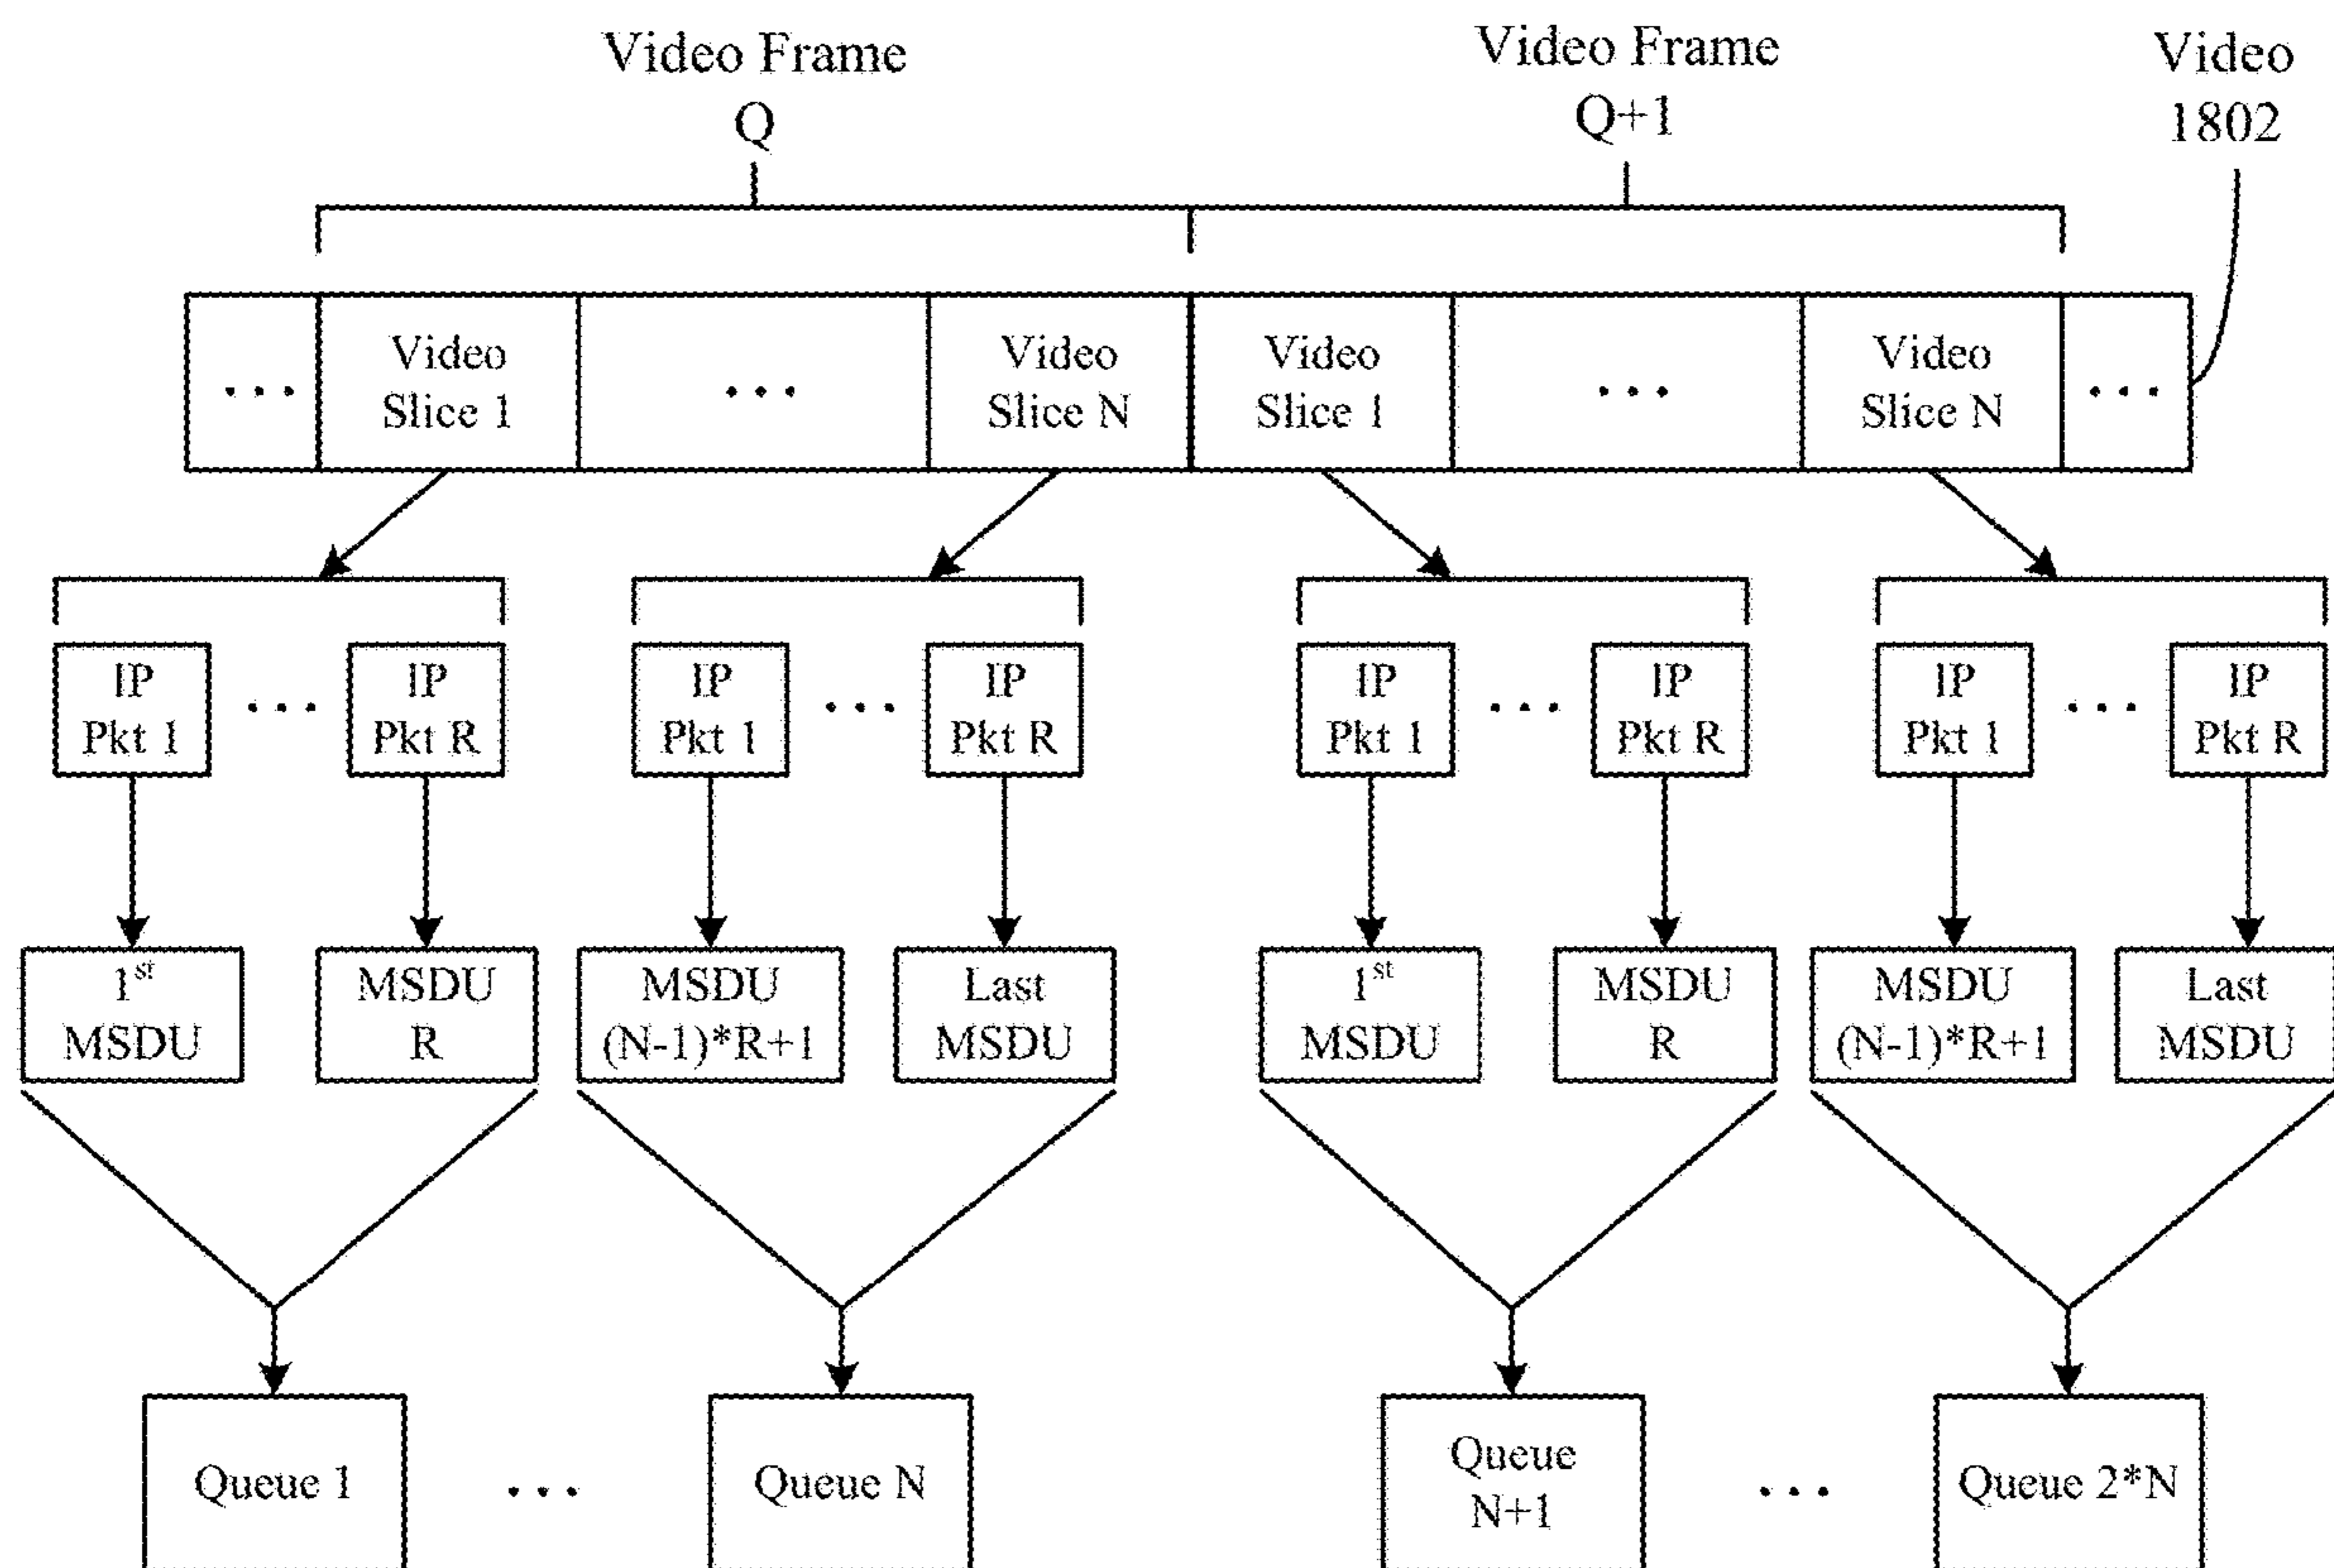 Video Frame
Q
Video Frame
Q+1
Video
1802
...
Video
Slice 1
...
Video
Slice N
Video
Slice 1
...
Video
Slice N
...
IP
Pkt 1
...
IP
Pkt R
IP
Pkt 1
...
IP
Pkt R
IP
Pkt 1
...
IP
Pkt R
IP
Pkt 1
...
IP
Pkt R
1st
MSDU
MSDU
R
MSDU
(N-1)*R+1
Last
MSDU
1st
MSDU
MSDU
R
MSDU
(N-1)*R+1
Last
MSDU
Queue 1
...
Queue N
Queue
N+1
...
Queue 2*N